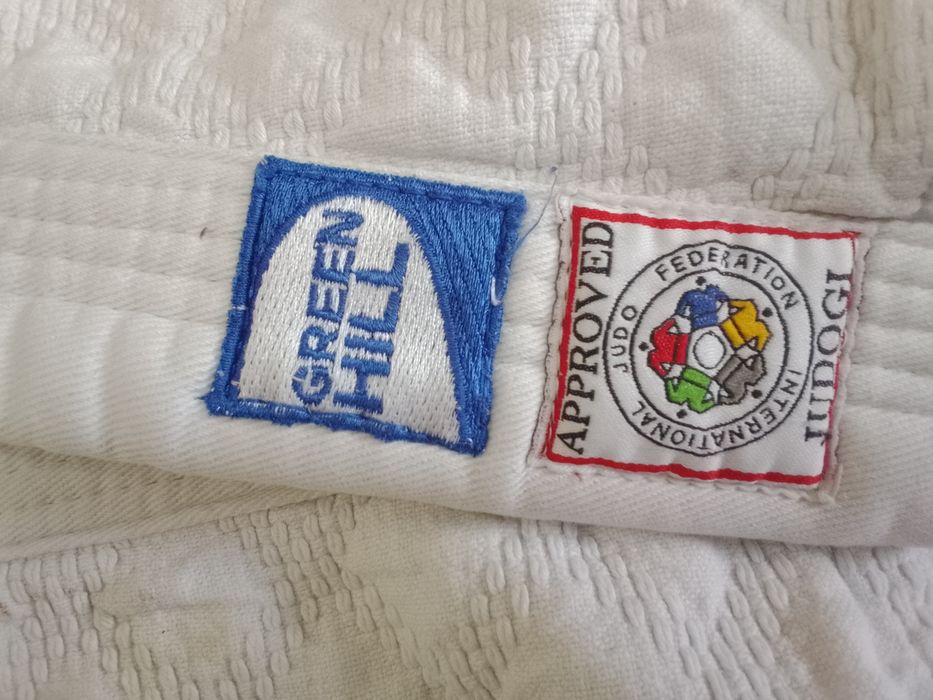 GREEN
HILL
APPROVED
INTERNATIONAL JUDO FEDERATION
JUDOGI